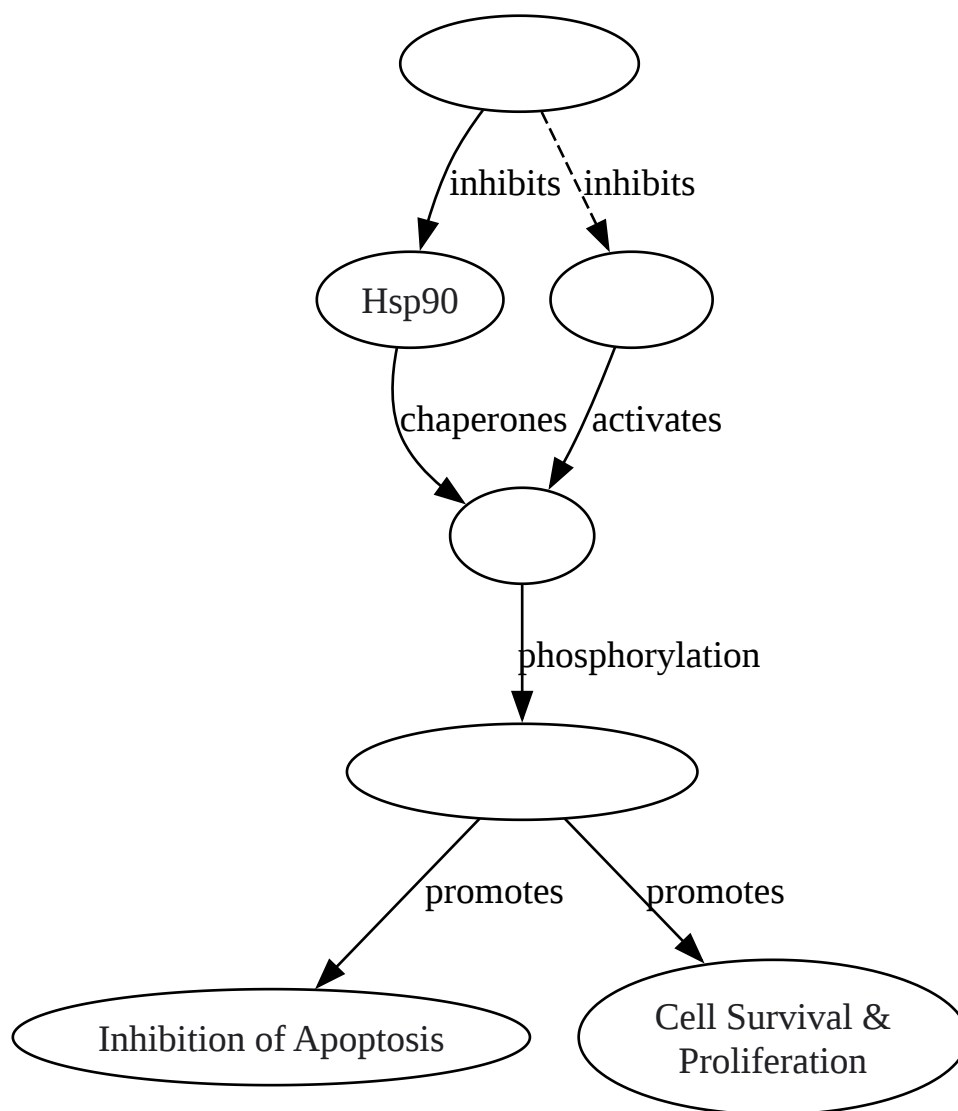 inhibits
inhibits
Hsp90
chaperones
activates
phosphorylation
promotes
promotes
Inhibition of Apoptosis
Cell Survival &
Proliferation